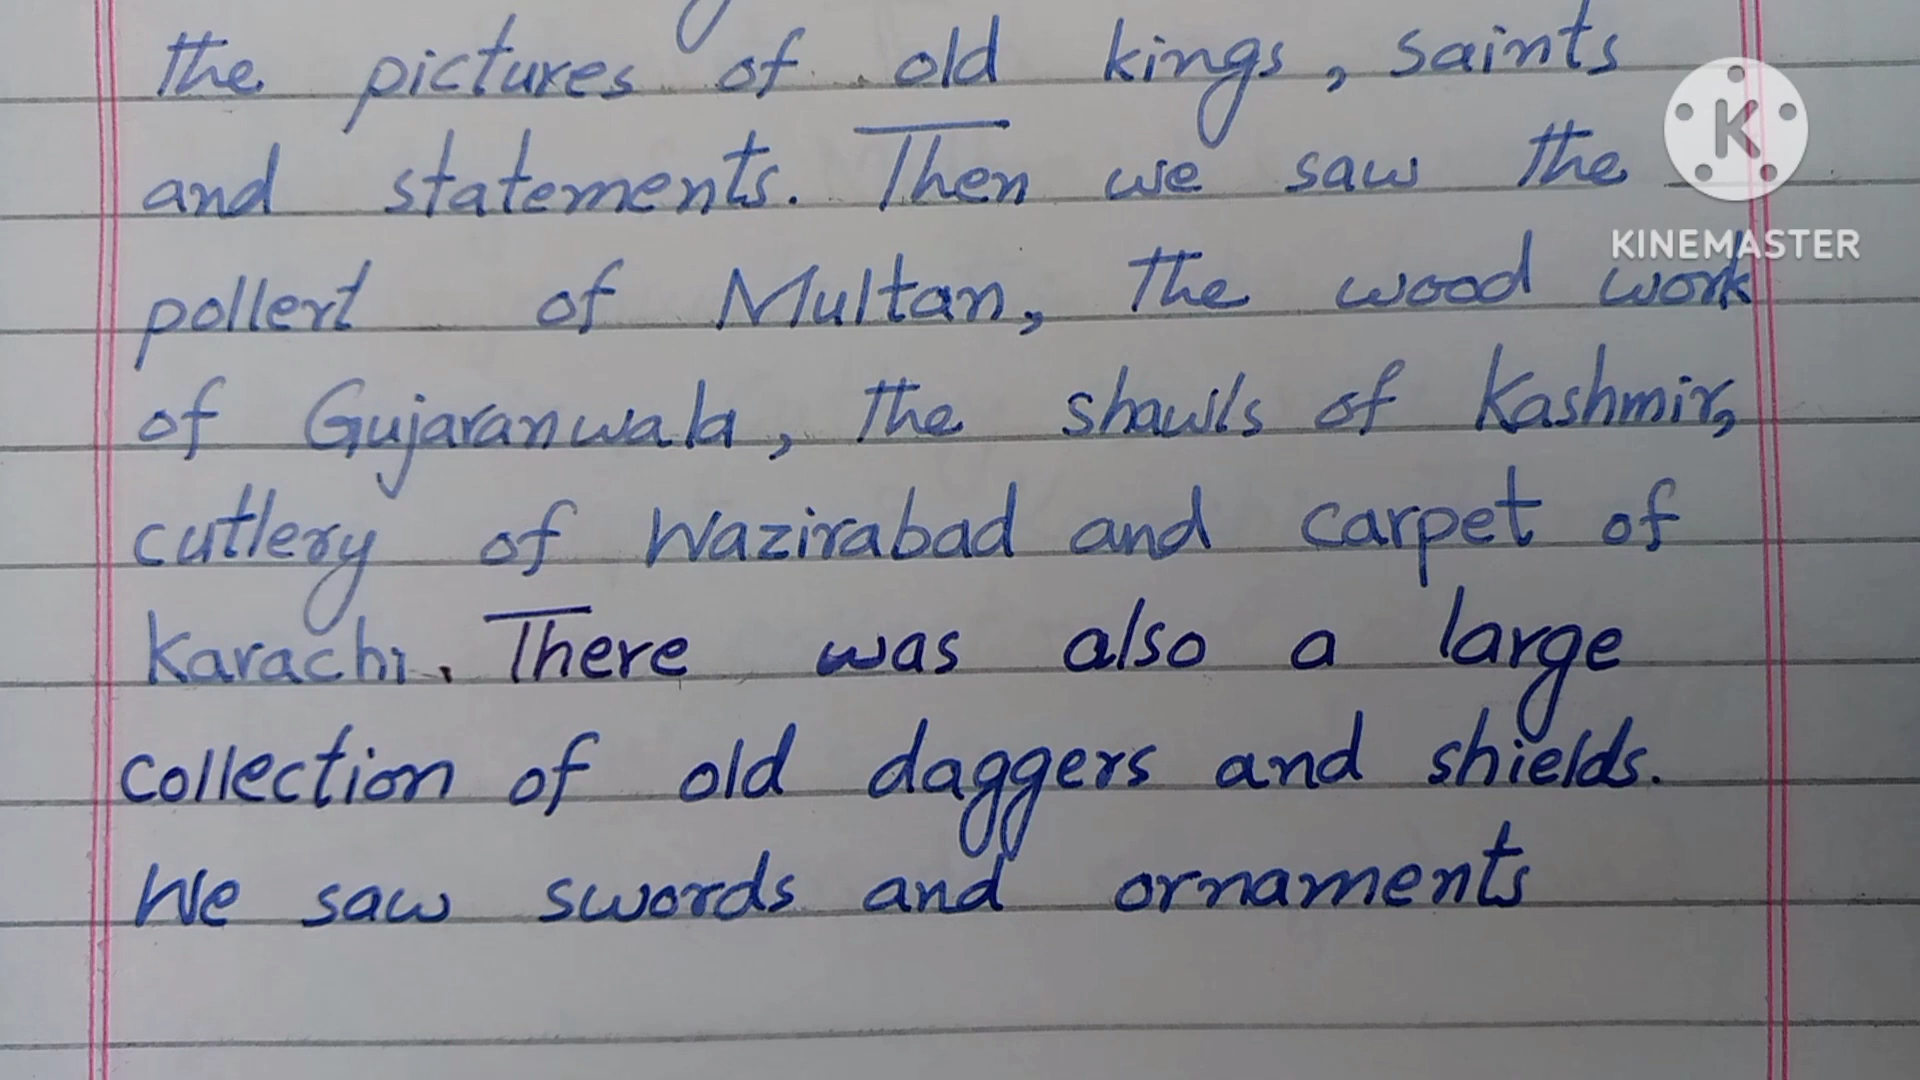 the pictures of old kings, saints
and statements. Then we saw the
pollert of Multan, the wood work
of Gujaranwala, the shawls of Kashmir,
cutlery of Wazirabad and carpet of
Karachi. There was also a large
collection of old daggers and shields.
We saw swords and ornaments
K
KINEMASTER